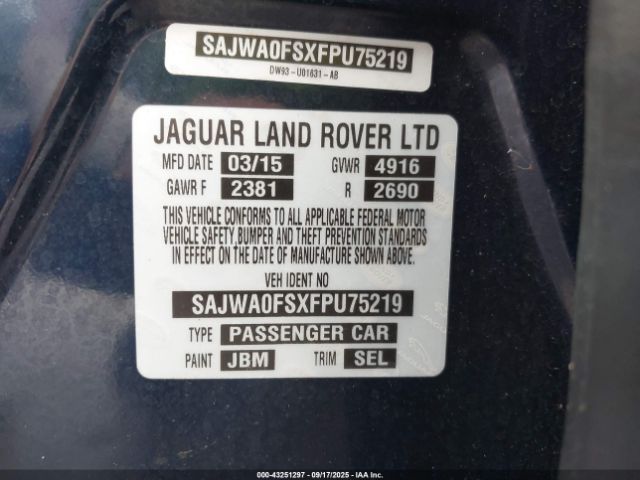 SAJWA0FSXFPU75219
DW93-U01631-AB
JAGUAR LAND ROVER LTD
MFD DATE 03/15 GVWR 4916
GAWR F 2381 R 2690
THIS VEHICLE CONFORMS TO ALL APPLICABLE FEDERAL MOTOR
VEHICLE SAFETY,BUMPER AND THEFT PREVENTION STANDARDS
IN EFFECT ON THE DATE OF MANUFACTURE SHOWN ABOVE.
VEH IDENT NO
SAJWA0FSXFPU75219
TYPE PASSENGER CAR
PAINT JBM TRIM SEL
000-43251297 - 09/17/2025 - IAAI.com